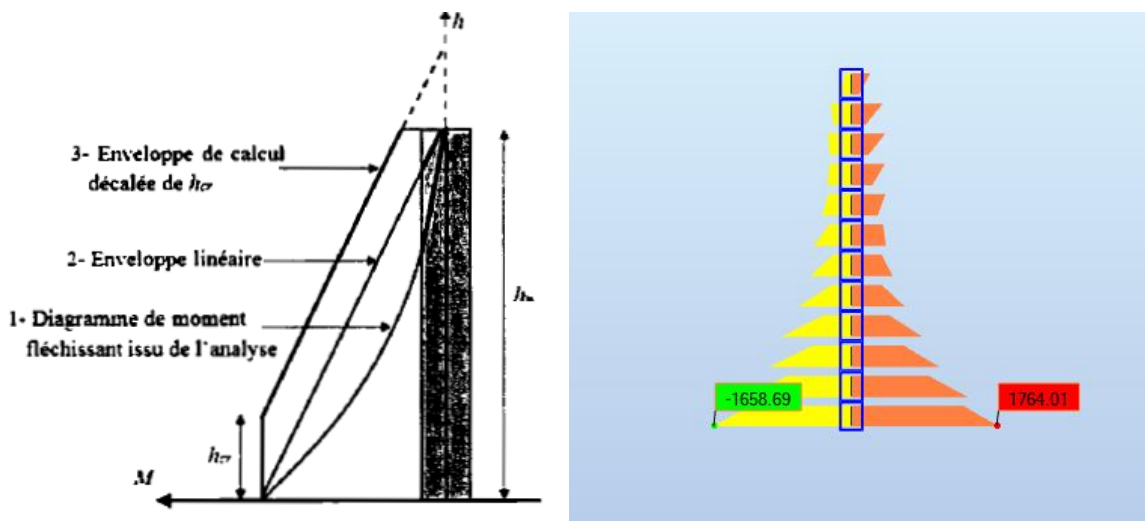 h
3- Enveloppe de calcul
décalée de hcr
2- Enveloppe linéaire
1- Diagramme de moment
fléchissant issu de l'analyse
hw
hcr
M
-1658.69
1764.01